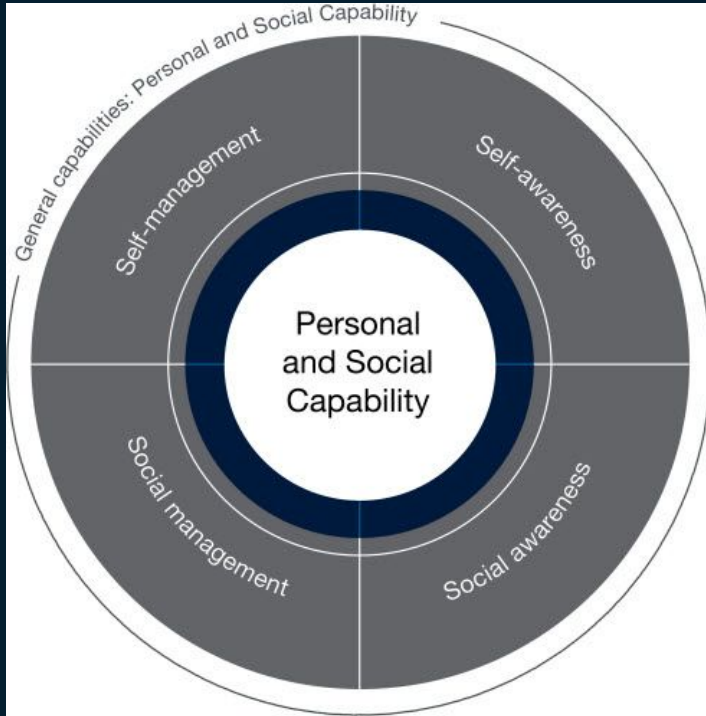 General capabilities: Personal and Social Capability
Self-management
Self-awareness
Personal
and Social
Capability
Social management
Social awareness